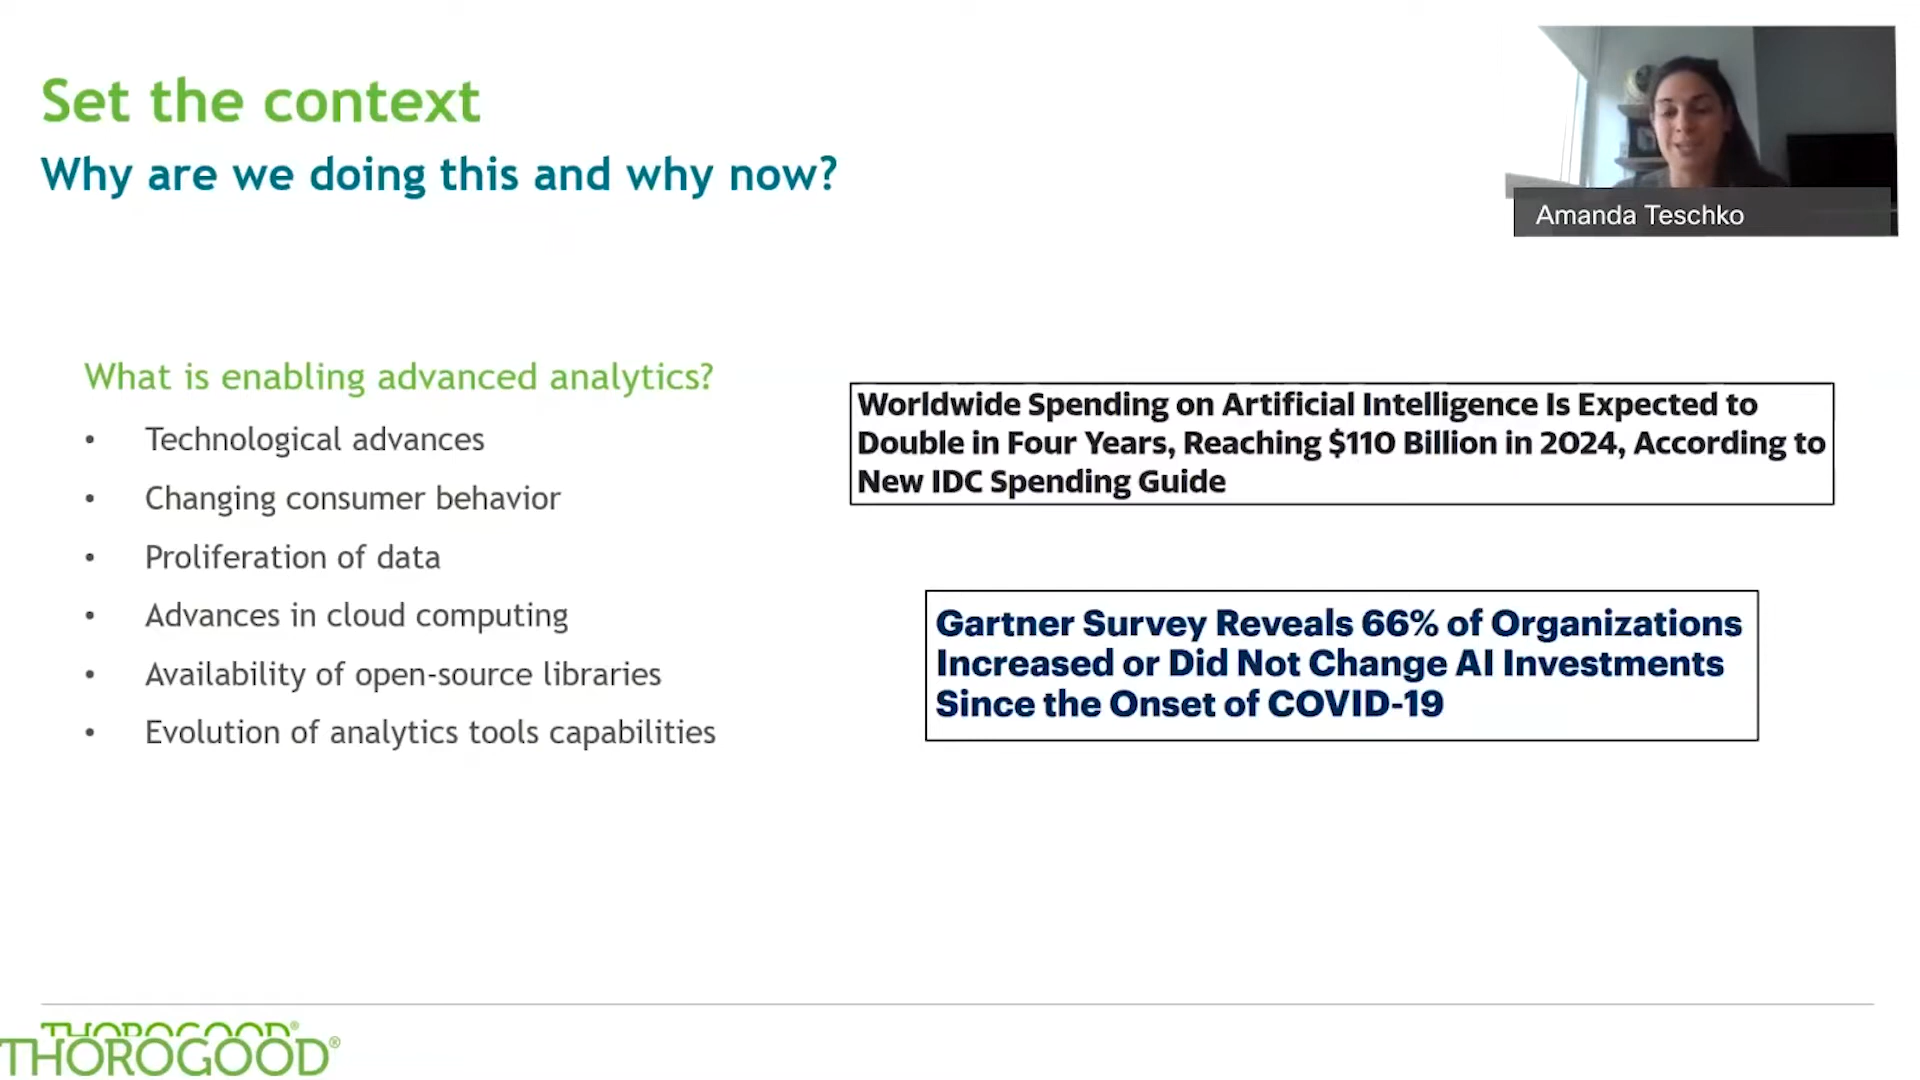 Set the context
Why are we doing this and why now?
Amanda Teschko
What is enabling advanced analytics?
• Technological advances
• Changing consumer behavior
• Proliferation of data
• Advances in cloud computing
• Availability of open-source libraries
• Evolution of analytics tools capabilities
Worldwide Spending on Artificial Intelligence Is Expected to
Double in Four Years, Reaching $110 Billion in 2024, According to
New IDC Spending Guide
Gartner Survey Reveals 66% of Organizations
Increased or Did Not Change AI Investments
Since the Onset of COVID-19
THOROGOOD®
THOROGOOD®